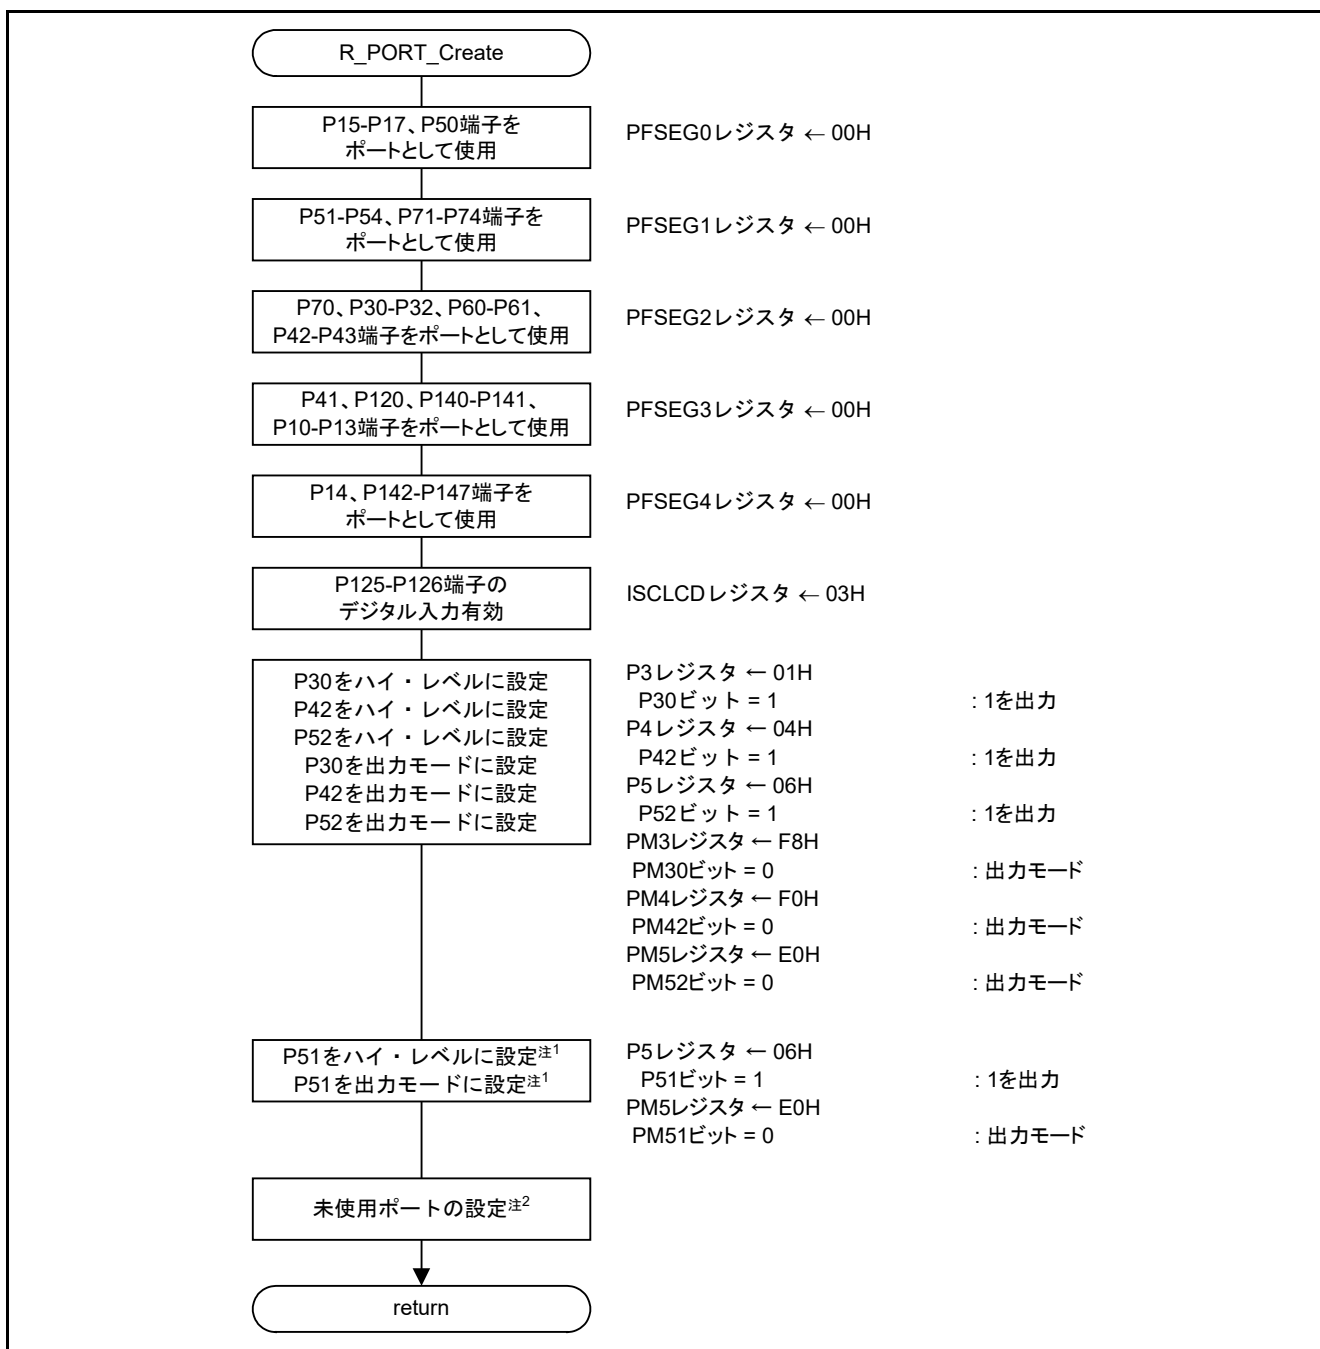 R_PORT_Create
P15-P17、P50端子を
ポートとして使用
PFSEG0レジスタ ← 00H
P51-P54、P71-P74端子を
ポートとして使用
PFSEG1レジスタ ← 00H
P70、P30-P32、P60-P61、
P42-P43端子をポートとして使用
PFSEG2レジスタ ← 00H
P41、P120、P140-P141、
P10-P13端子をポートとして使用
PFSEG3レジスタ ← 00H
P14、P142-P147端子を
ポートとして使用
PFSEG4レジスタ ← 00H
P125-P126端子の
デジタル入力有効
ISCLCDレジスタ ← 03H
P30をハイ・レベルに設定
P42をハイ・レベルに設定
P52をハイ・レベルに設定
P30を出力モードに設定
P42を出力モードに設定
P52を出力モードに設定
P3レジスタ ← 01H
P30ビット = 1 : 1を出力
P4レジスタ ← 04H
P42ビット = 1 : 1を出力
P5レジスタ ← 06H
P52ビット = 1 : 1を出力
PM3レジスタ ← F8H
PM30ビット = 0 : 出力モード
PM4レジスタ ← F0H
PM42ビット = 0 : 出力モード
PM5レジスタ ← E0H
PM52ビット = 0 : 出力モード
P51をハイ・レベルに設定注1
P51を出力モードに設定注1
P5レジスタ ← 06H
P51ビット = 1 : 1を出力
PM5レジスタ ← E0H
PM51ビット = 0 : 出力モード
未使用ポートの設定注2
return